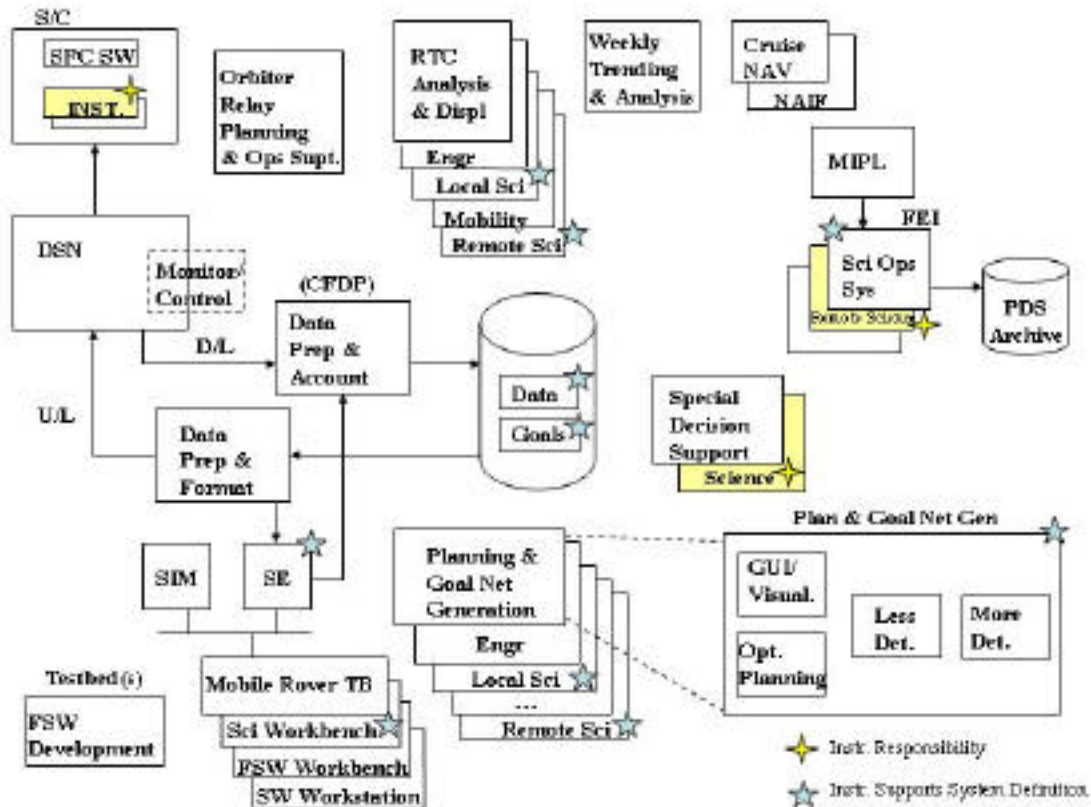 S/C
SFC SW
INST.
Orbiter
Relay
Planning
& Ops Supt.
RTC
Analysis
& Displ
Engr
Local Sci
Mobility
Remote Sci
Weekly
Trending
& Analysis
Cruise
NAV
NAIF
MIPL
FEI
Sci Ops
Sys
Remote Science
PDS
Archive
DSN
Monitor/
Control
(CFDP)
Data
Prep &
Account
D/L
U/L
Data
Goals
Data
Prep &
Format
Special
Decision
Support
Science
SIM
SE
Planning &
Goal Net
Generation
Engr
Local Sci
...
Remote Sci
Plan & Goal Net Gen
GUI/
Visual.
Opt.
Planning
Less
Det.
More
Det.
Testbed (s)
FSW
Development
Mobile Rover TB
Sci Workbench
FSW Workbench
SW Workstation
Instr. Responsibility
Instr. Supports System Definition